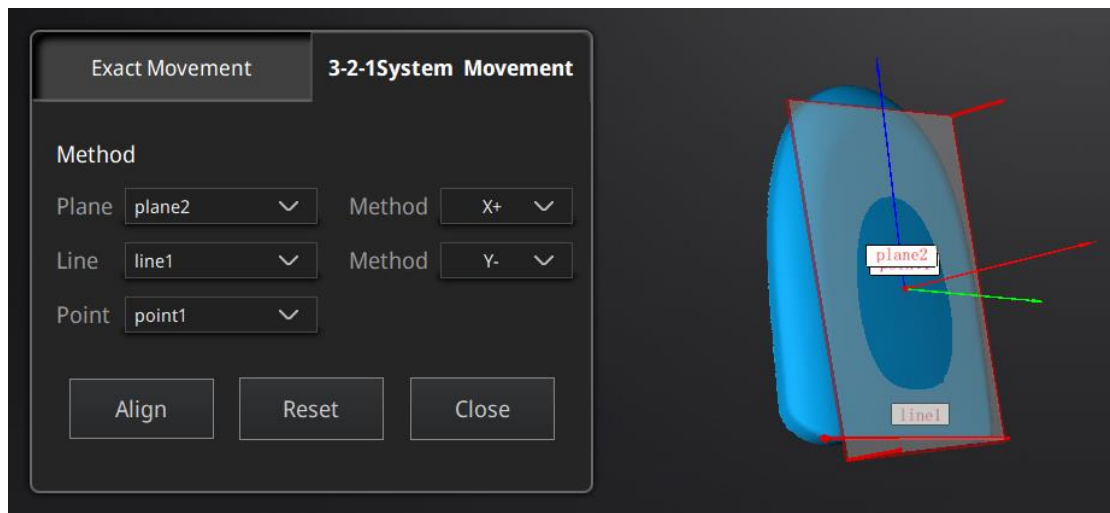 Exact Movement
3-2-1System Movement
Method
Plane plane2 Method X+
Line line1 Method Y-
Point point1
Align Reset Close
plane2
line1